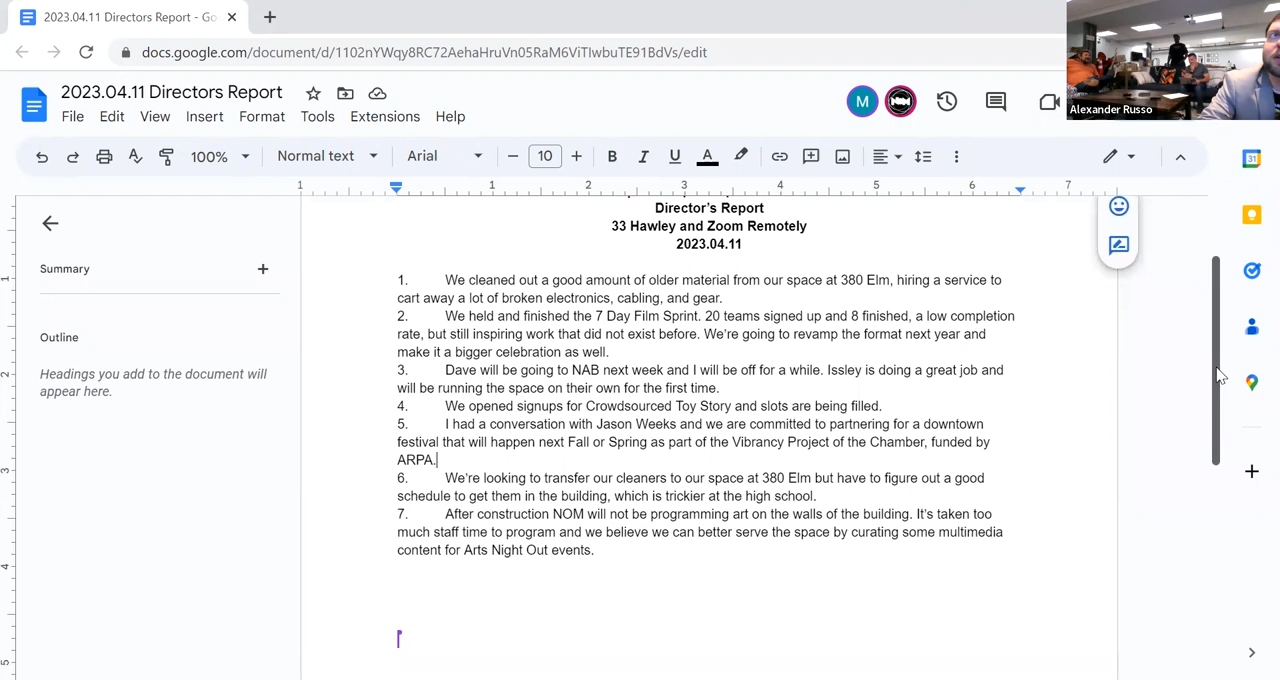 2023.04.11 Directors Report - Go
docs.google.com/document/d/1102nYWqy8RC72AehaHruVn05RaM6ViTIwbuTE91BdVs/edit
Alexander Russo
2023.04.11 Directors Report
File Edit View Insert Format Tools Extensions Help
M
100% Normal text Arial 10 B I U A
31
1 1 2 3 4 5 6 7
Summary
Outline
Headings you add to the document will
appear here.
Director's Report
33 Hawley and Zoom Remotely
2023.04.11
1. We cleaned out a good amount of older material from our space at 380 Elm, hiring a service to
cart away a lot of broken electronics, cabling, and gear.
2. We held and finished the 7 Day Film Sprint. 20 teams signed up and 8 finished, a low completion
rate, but still inspiring work that did not exist before. We're going to revamp the format next year and
make it a bigger celebration as well.
3. Dave will be going to NAB next week and I will be off for a while. Issley is doing a great job and
will be running the space on their own for the first time.
4. We opened signups for Crowdsourced Toy Story and slots are being filled.
5. I had a conversation with Jason Weeks and we are committed to partnering for a downtown
festival that will happen next Fall or Spring as part of the Vibrancy Project of the Chamber, funded by
ARPA.
6. We're looking to transfer our cleaners to our space at 380 Elm but have to figure out a good
schedule to get them in the building, which is trickier at the high school.
7. After construction NOM will not be programming art on the walls of the building. It's taken too
much staff time to program and we believe we can better serve the space by curating some multimedia
content for Arts Night Out events.
1
2
3
4
5